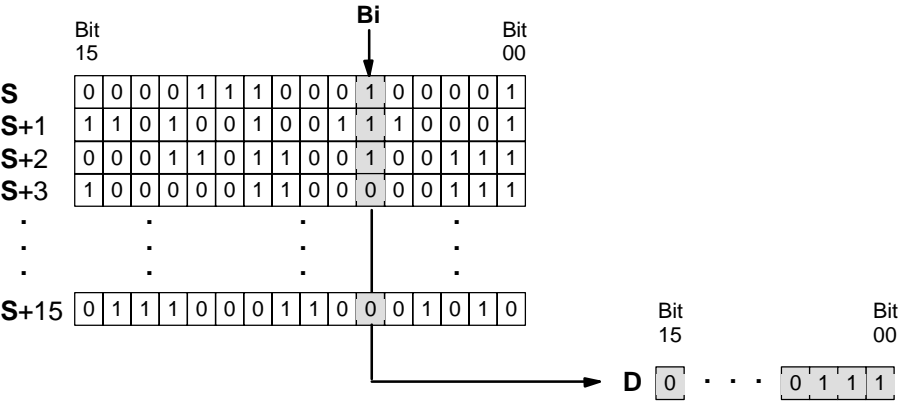 Bi
Bit Bit
15 00
S 0 0 0 0 1 1 1 0 0 0 1 0 0 0 0 1
S+1 1 1 0 1 0 0 1 0 0 1 1 1 0 0 0 1
S+2 0 0 0 1 1 0 1 1 0 0 1 0 0 1 1 1
S+3 1 0 0 0 0 0 1 1 0 0 0 0 0 1 1 1
. . . .
. . . .
. . . .
S+15 0 1 1 1 0 0 0 1 1 0 0 0 1 0 1 0
Bit Bit
15 00
D 0 . . . 0 1 1 1